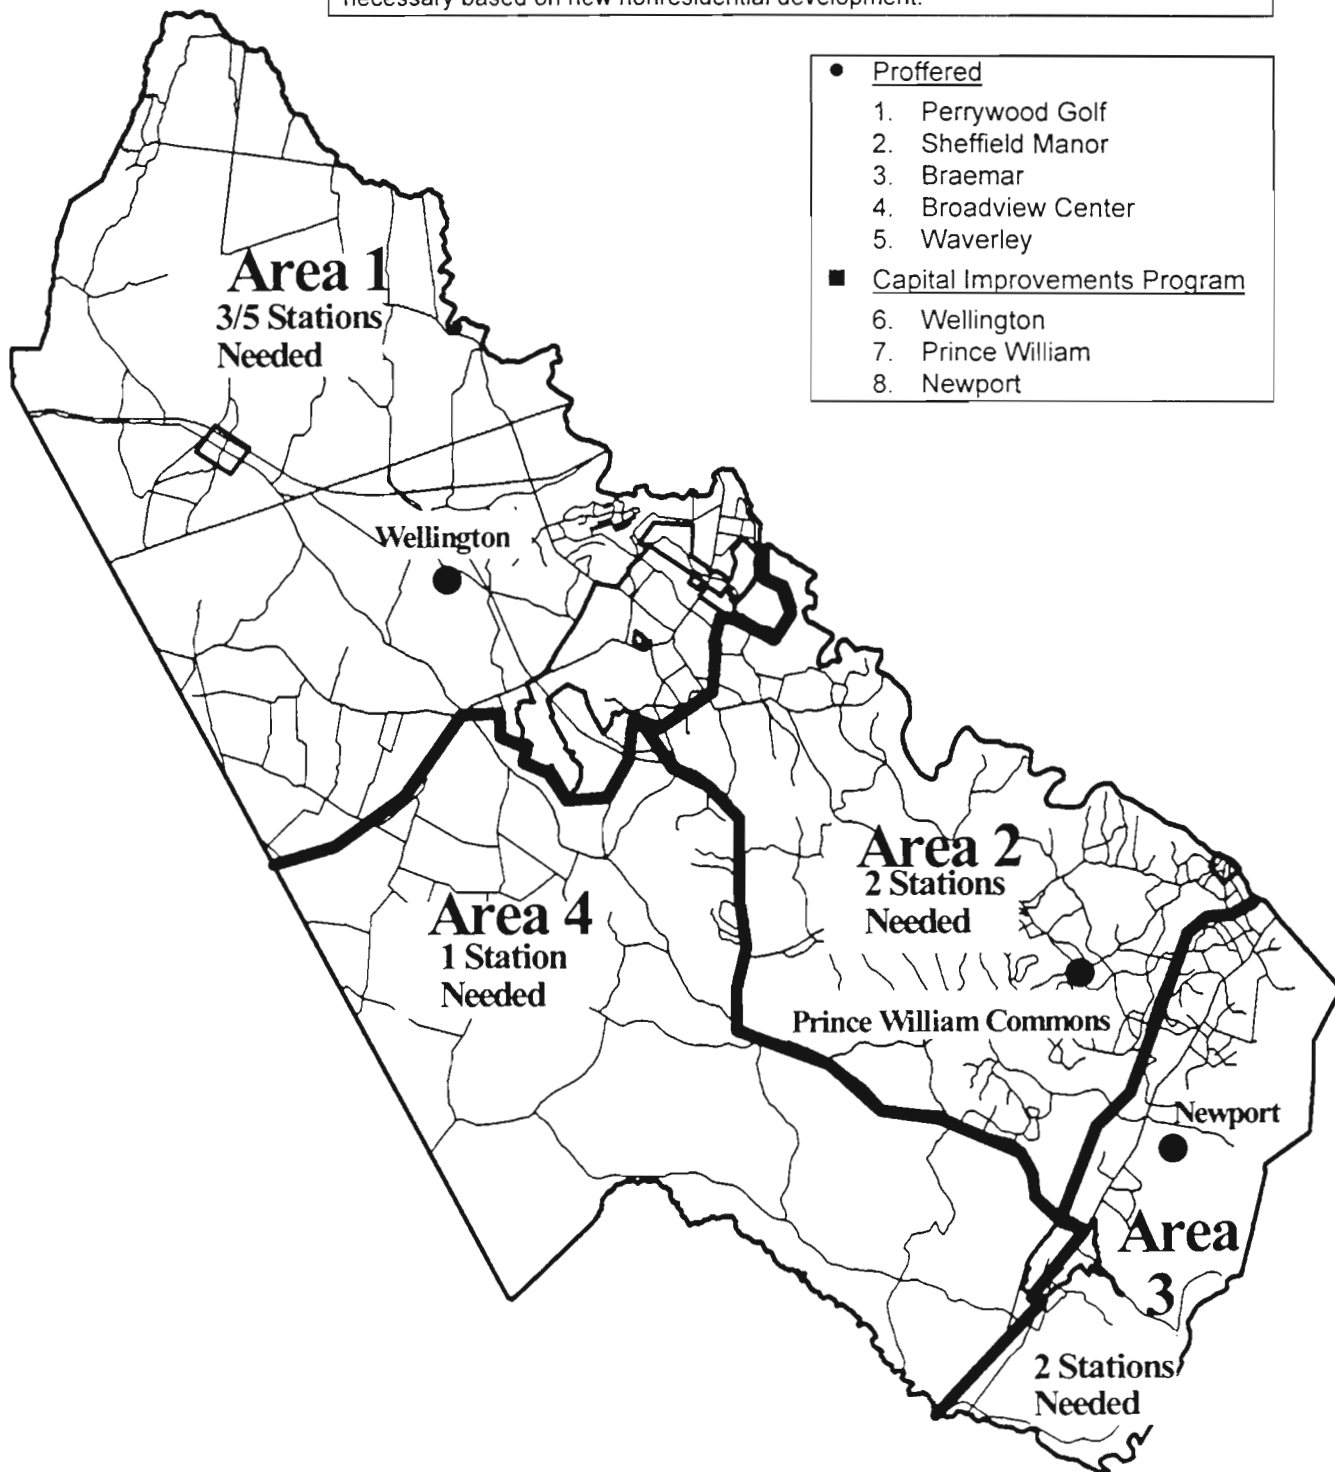 necessary based on new nonresidential development.
● Proffered
1. Perrywood Golf
2. Sheffield Manor
3. Braemar
4. Broadview Center
5. Waverley
■ Capital Improvements Program
6. Wellington
7. Prince William
8. Newport
Area 1
3/5 Stations
Needed
Wellington
Area 2
2 Stations
Needed
Area 4
1 Station
Needed
Prince William Commons
Newport
Area
3
2 Stations
Needed